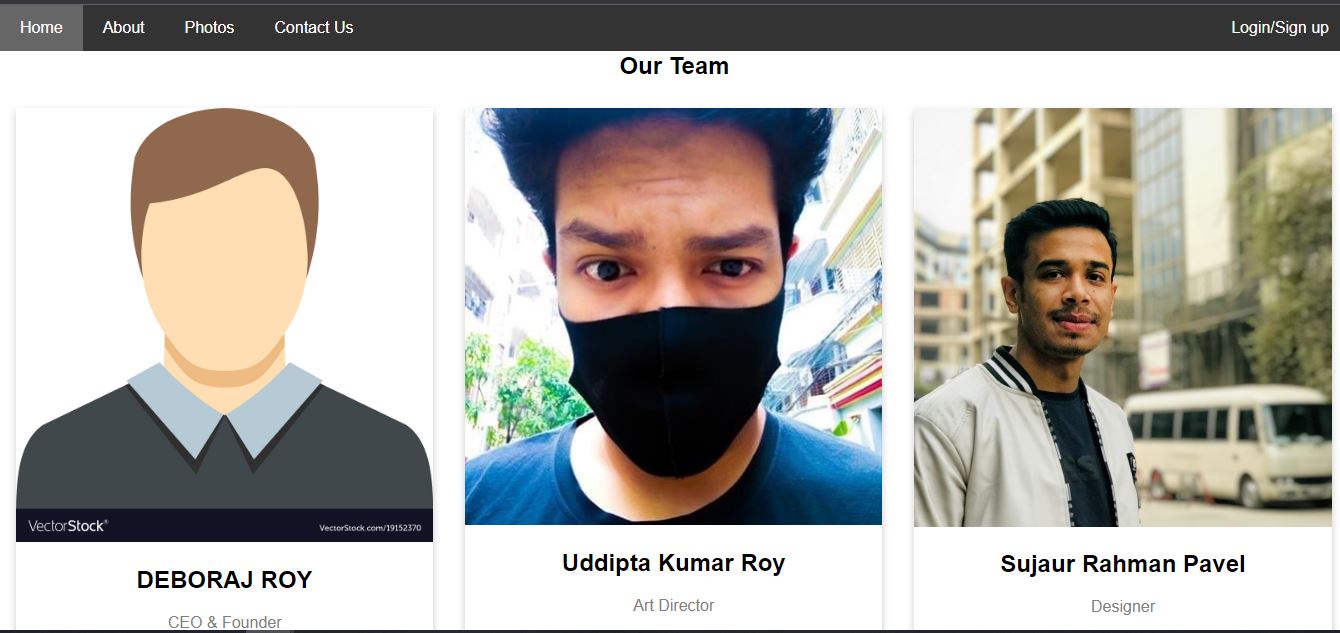 Home About Photos Contact Us Login/Sign up
Our Team
VectorStock® VectorStock.com/19152370
DEBORAJ ROY
CEO & Founder
Uddipta Kumar Roy
Art Director
Sujaur Rahman Pavel
Designer